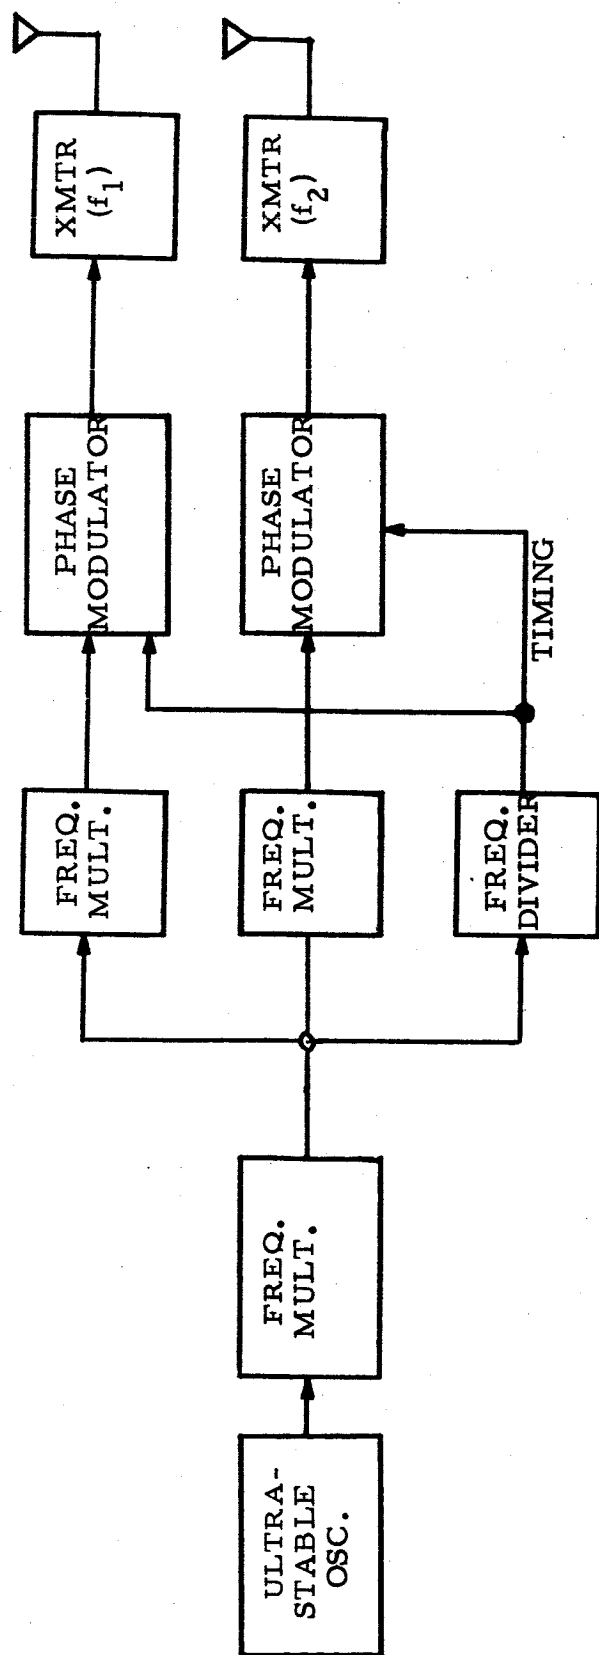 ULTRA-
STABLE
OSC.
FREQ.
MULT.
FREQ.
MULT.
FREQ.
MULT.
FREQ.
DIVIDER
TIMING
PHASE
MODULATOR
PHASE
MODULATOR
XMTR
(f1)
XMTR
(f2)